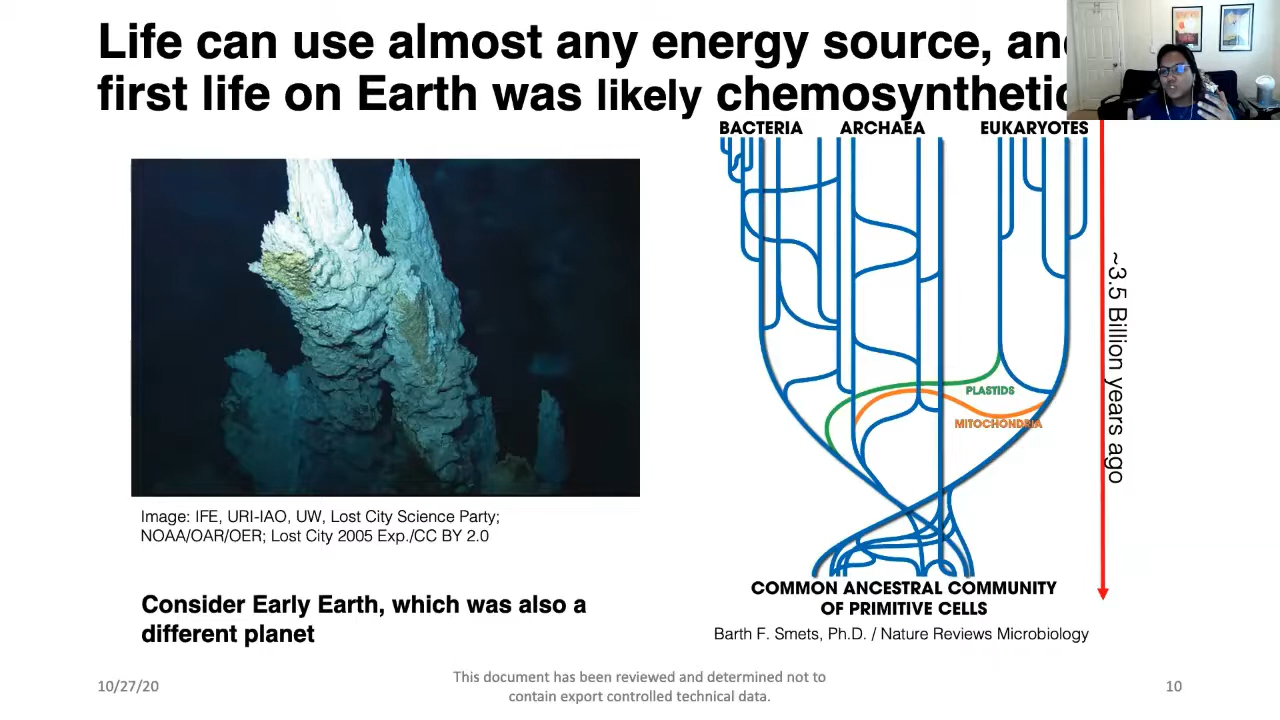 Life can use almost any energy source, an
first life on Earth was likely chemosynthetic
BACTERIA ARCHAEA EUKARYOTES
PLASTIDS
MITOCHONDRIA
~3.5 Billion years ago
Image: IFE, URI-IAO, UW, Lost City Science Party;
NOAA/OAR/OER; Lost City 2005 Exp./CC BY 2.0
COMMON ANCESTRAL COMMUNITY
OF PRIMITIVE CELLS
Barth F. Smets, Ph.D. / Nature Reviews Microbiology
Consider Early Earth, which was also a
different planet
10/27/20
This document has been reviewed and determined not to
contain export controlled technical data.
10